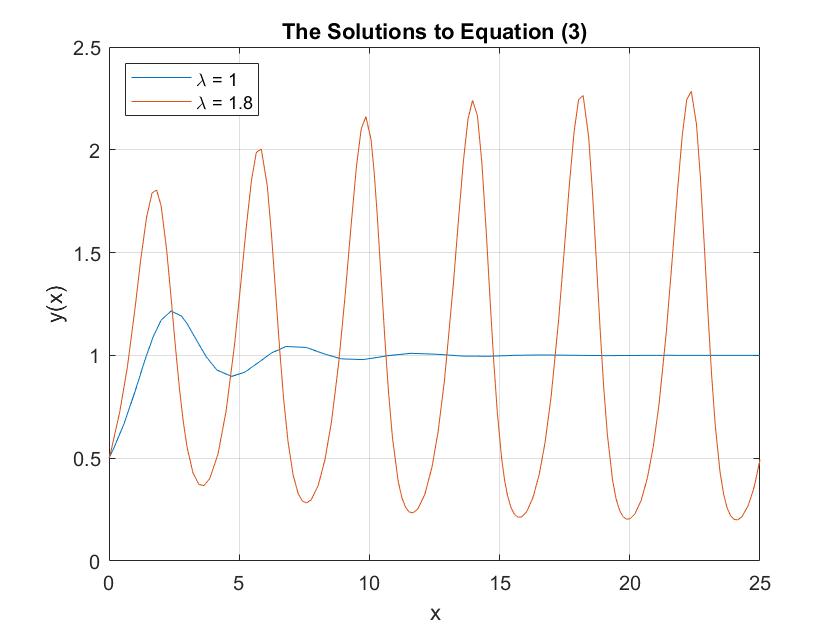 The Solutions to Equation (3)
λ = 1
λ = 1.8
y(x)
2.5
2
1.5
1
0.5
0
0 5 10 15 20 25
x